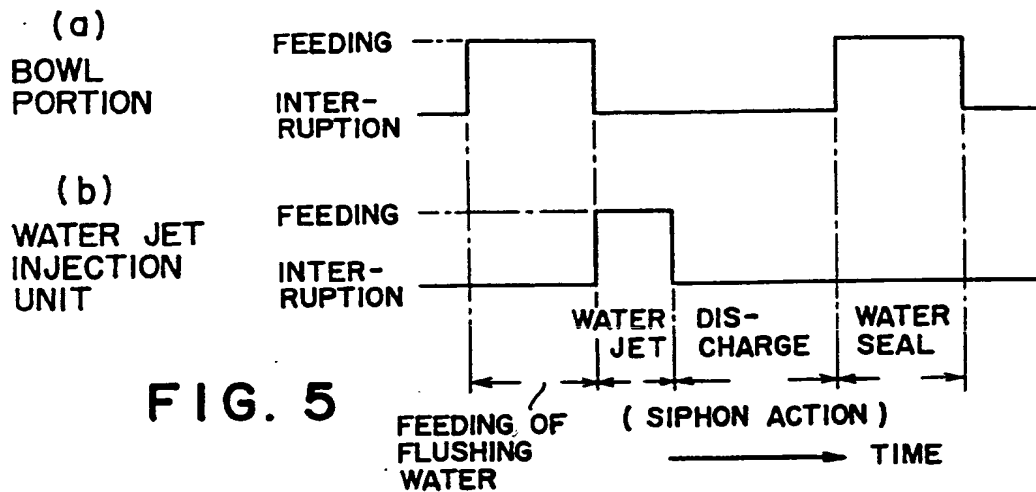 (a)
BOWL
PORTION
FEEDING
INTER-
RUPTION
(b)
WATER JET
INJECTION
UNIT
FEEDING
INTER-
RUPTION
WATER
JET
DIS-
CHARGE
WATER
SEAL
FIG. 5
FEEDING OF
FLUSHING
WATER
( SIPHON ACTION )
TIME